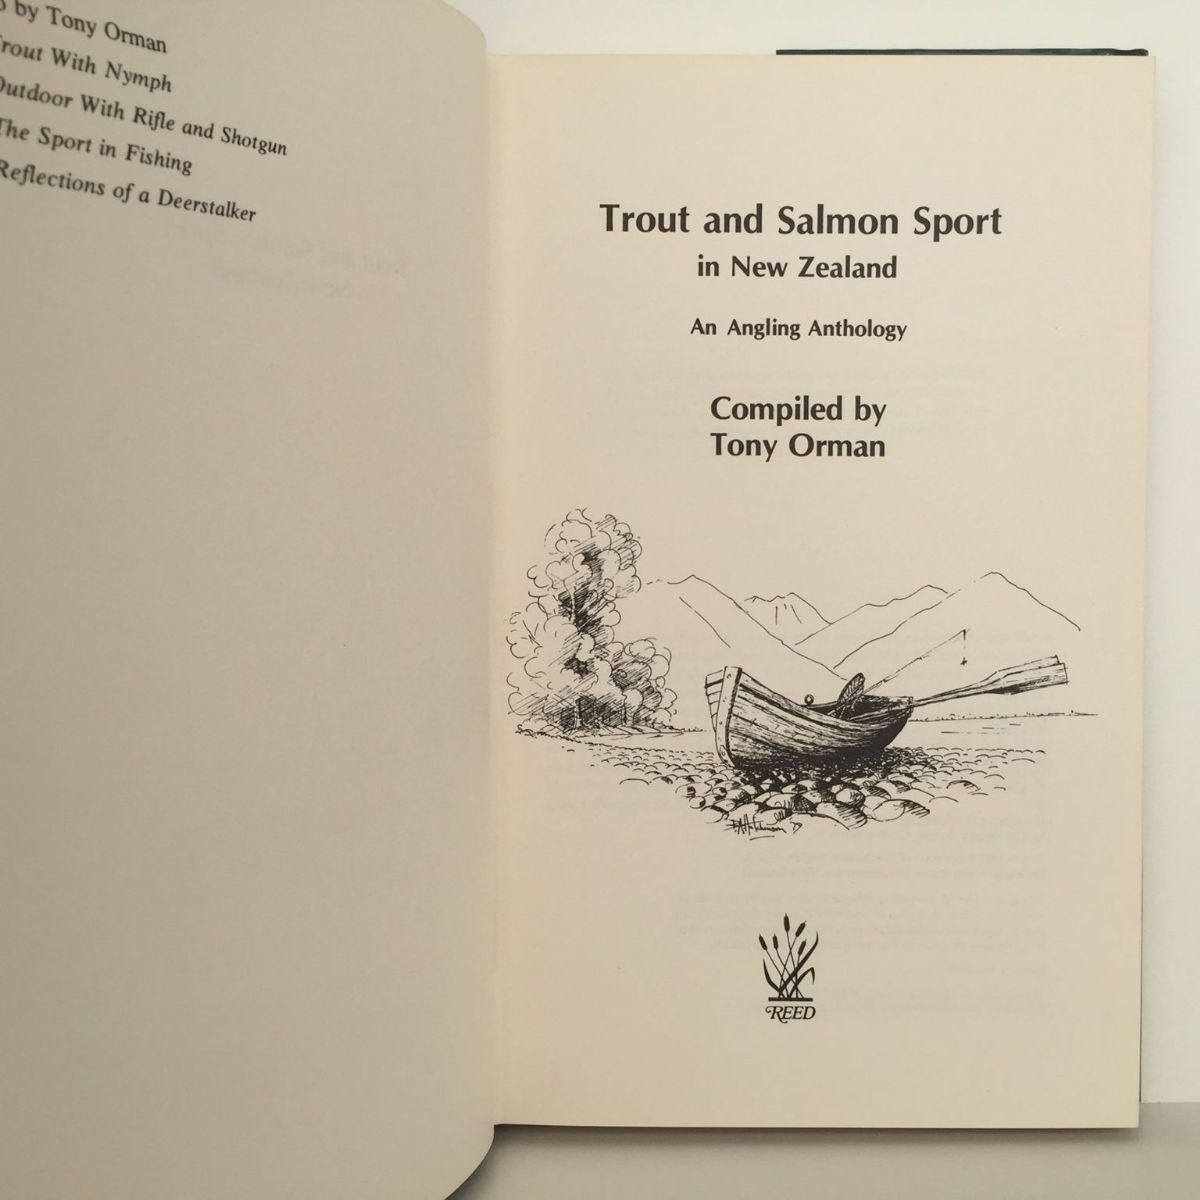 by Tony Orman
Trout With Nymph
Outdoor With Rifle and Shotgun
The Sport in Fishing
Reflections of a Deerstalker
Trout and Salmon Sport
in New Zealand
An Angling Anthology
Compiled by
Tony Orman
REED